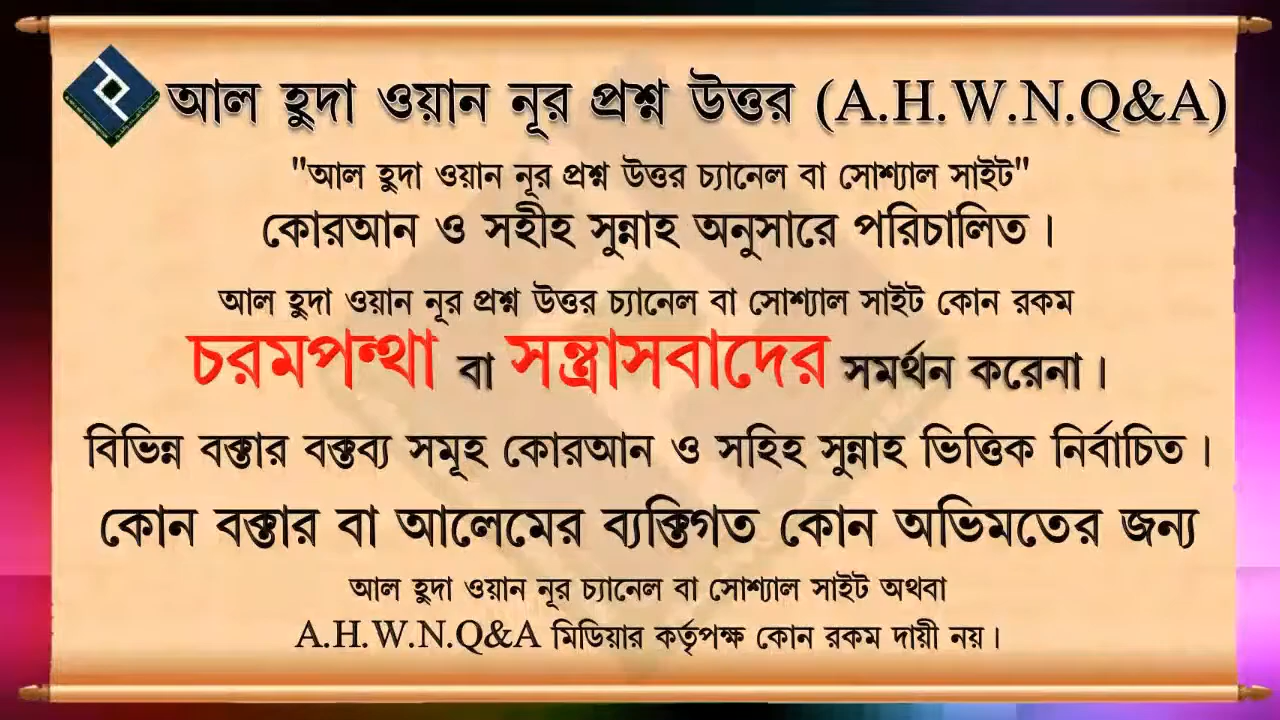 আল হুদা ওয়ান নূর প্রশ্ন উত্তর (A.H.W.N.Q&A)
"আল হুদা ওয়ান নূর প্রশ্ন উত্তর চ্যানেল বা সোশ্যাল সাইট"
কোরআন ও সহীহ সুন্নাহ অনুসারে পরিচালিত।
আল হুদা ওয়ান নূর প্রশ্ন উত্তর চ্যানেল বা সোশ্যাল সাইট কোন রকম
চরমপন্থা বা সন্ত্রাসবাদের সমর্থন করেনা।
বিভিন্ন বক্তার বক্তব্য সমূহ কোরআন ও সহিহ সুন্নাহ ভিত্তিক নির্বাচিত।
কোন বক্তার বা আলেমের ব্যক্তিগত কোন অভিমতের জন্য
আল হুদা ওয়ান নূর চ্যানেল বা সোশ্যাল সাইট অথবা
A.H.W.N.Q&A মিডিয়ার কর্তৃপক্ষ কোন রকম দায়ী নয়।